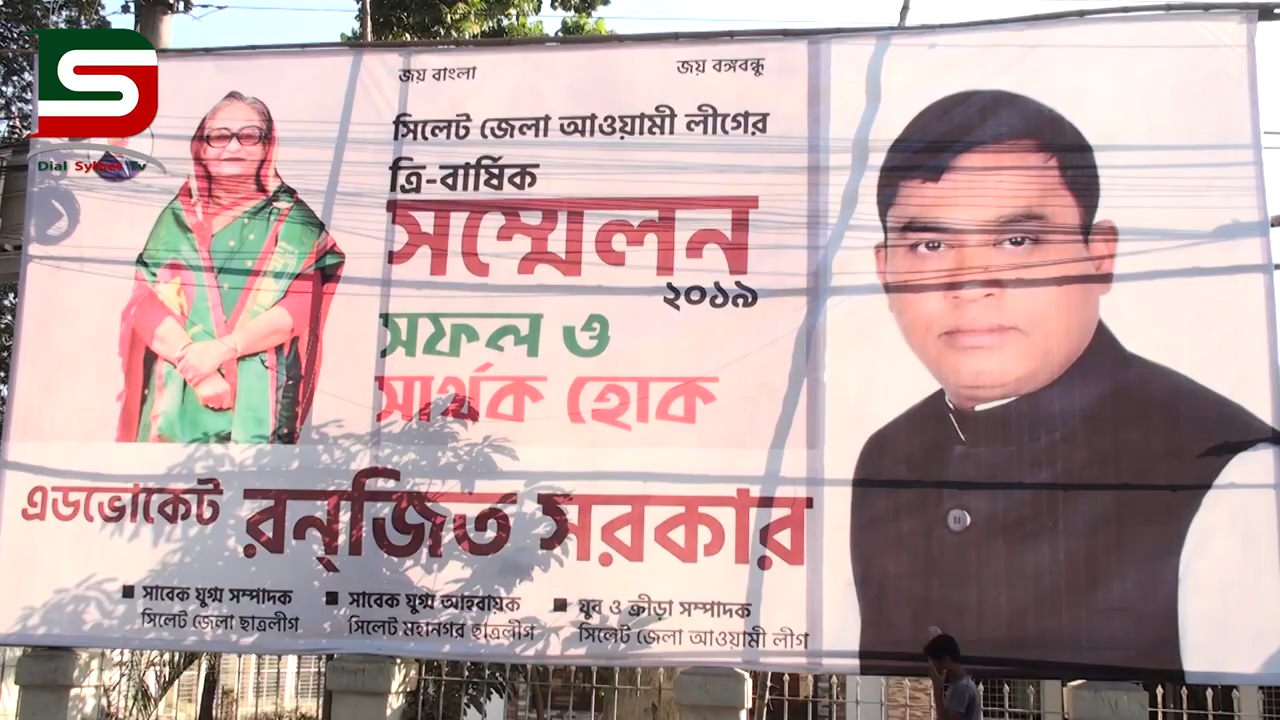 S
Dial Sylhet Tv
জয় বাংলা
জয় বঙ্গবন্ধু
সিলেট জেলা আওয়ামী লীগের
ত্রি-বার্ষিক
সম্মেলন
২০১৯
সফল ও
সার্থক হোক
এডভোকেট রন্জিত সরকার
সাবেক যুগ্ম সম্পাদক
সিলেট জেলা ছাত্রলীগ
সাবেক যুগ্ম আহবায়ক
সিলেট মহানগর ছাত্রলীগ
যুব ও ক্রীড়া সম্পাদক
সিলেট জেলা আওয়ামী লীগ